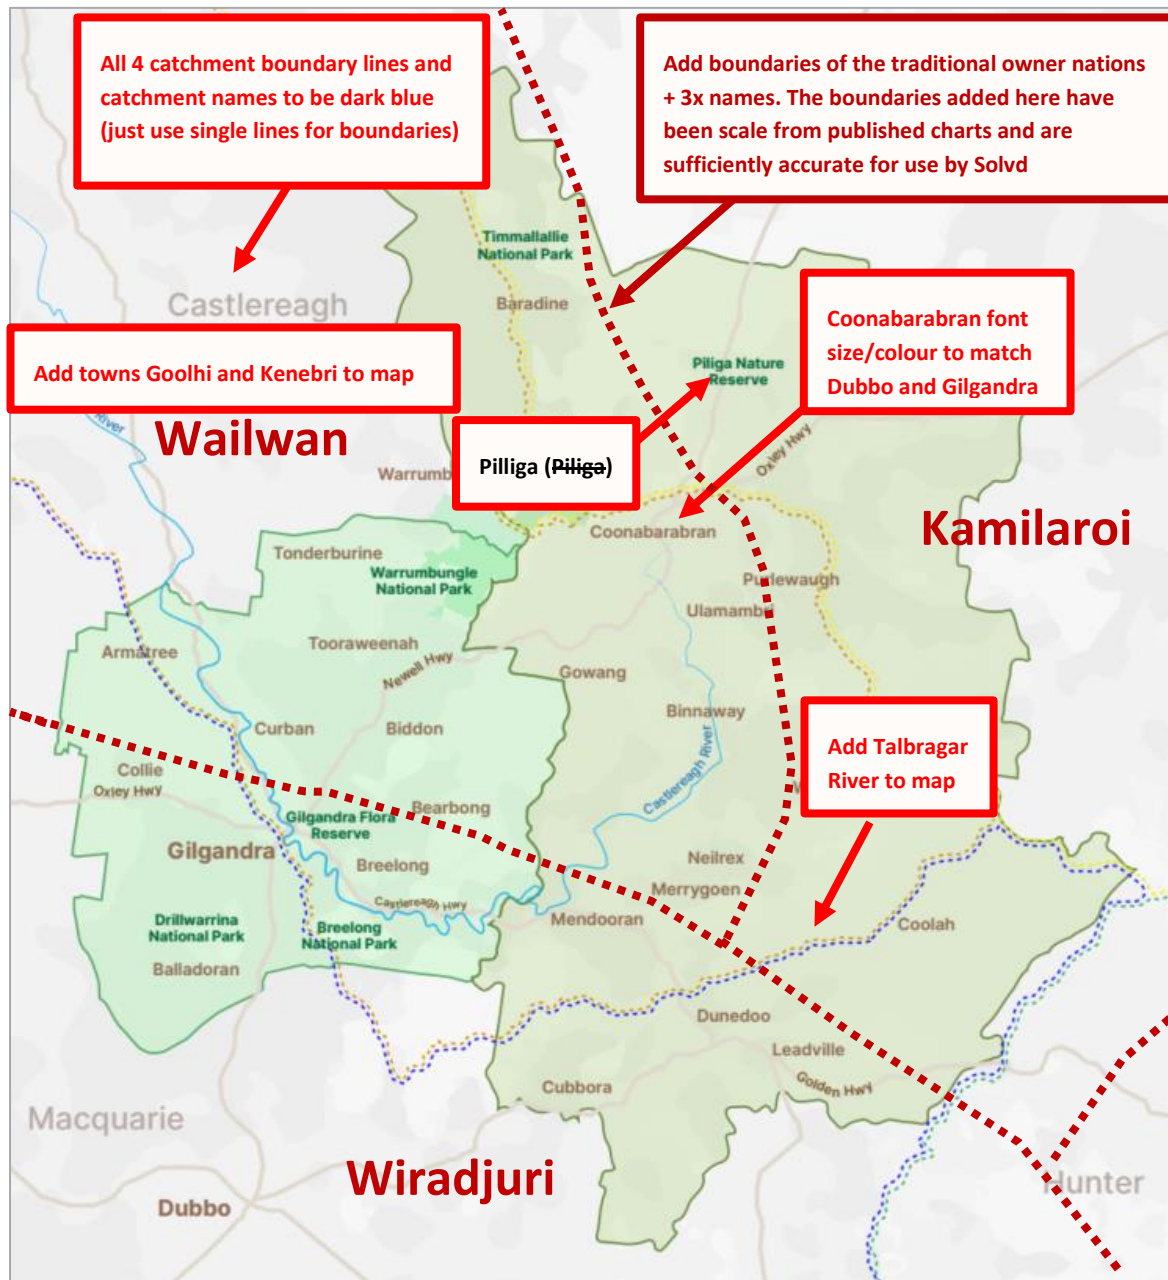 All 4 catchment boundary lines and
catchment names to be dark blue
(just use single lines for boundaries)
Add boundaries of the traditional owner nations
+ 3x names. The boundaries added here have
been scale from published charts and are
sufficiently accurate for use by Solvd
Timmallallie
National Park
Castlereagh
Baradine
Coonabarabran font
size/colour to match
Dubbo and Gilgandra
Add towns Goolhi and Kenebri to map
Piliga Nature
Reserve
River
Wailwan
Pilliga (Piliga)
Oxley Hwy
Warrumb
Kamilaroi
Coonabarabran
Tonderburine
Warrumbungle
National Park
Purlewaugh
Ulamambri
Tooraweenah
Armatree
Newell Hwy
Gowang
Binnaway
Curban
Biddon
Castlereagh River
Add Talbragar
River to map
Collie
Oxley Hwy
Bearbong
Gilgandra Flora
Reserve
Gilgandra
Breelong
Neilrex
Merrygoen
Castlereagh Hwy
Mendooran
Coolah
Drillwarrina
National Park
Breelong
National Park
Balladoran
Dunedoo
Leadville
Golden Hwy
Cubbora
Macquarie
Wiradjuri
Hunter
Dubbo